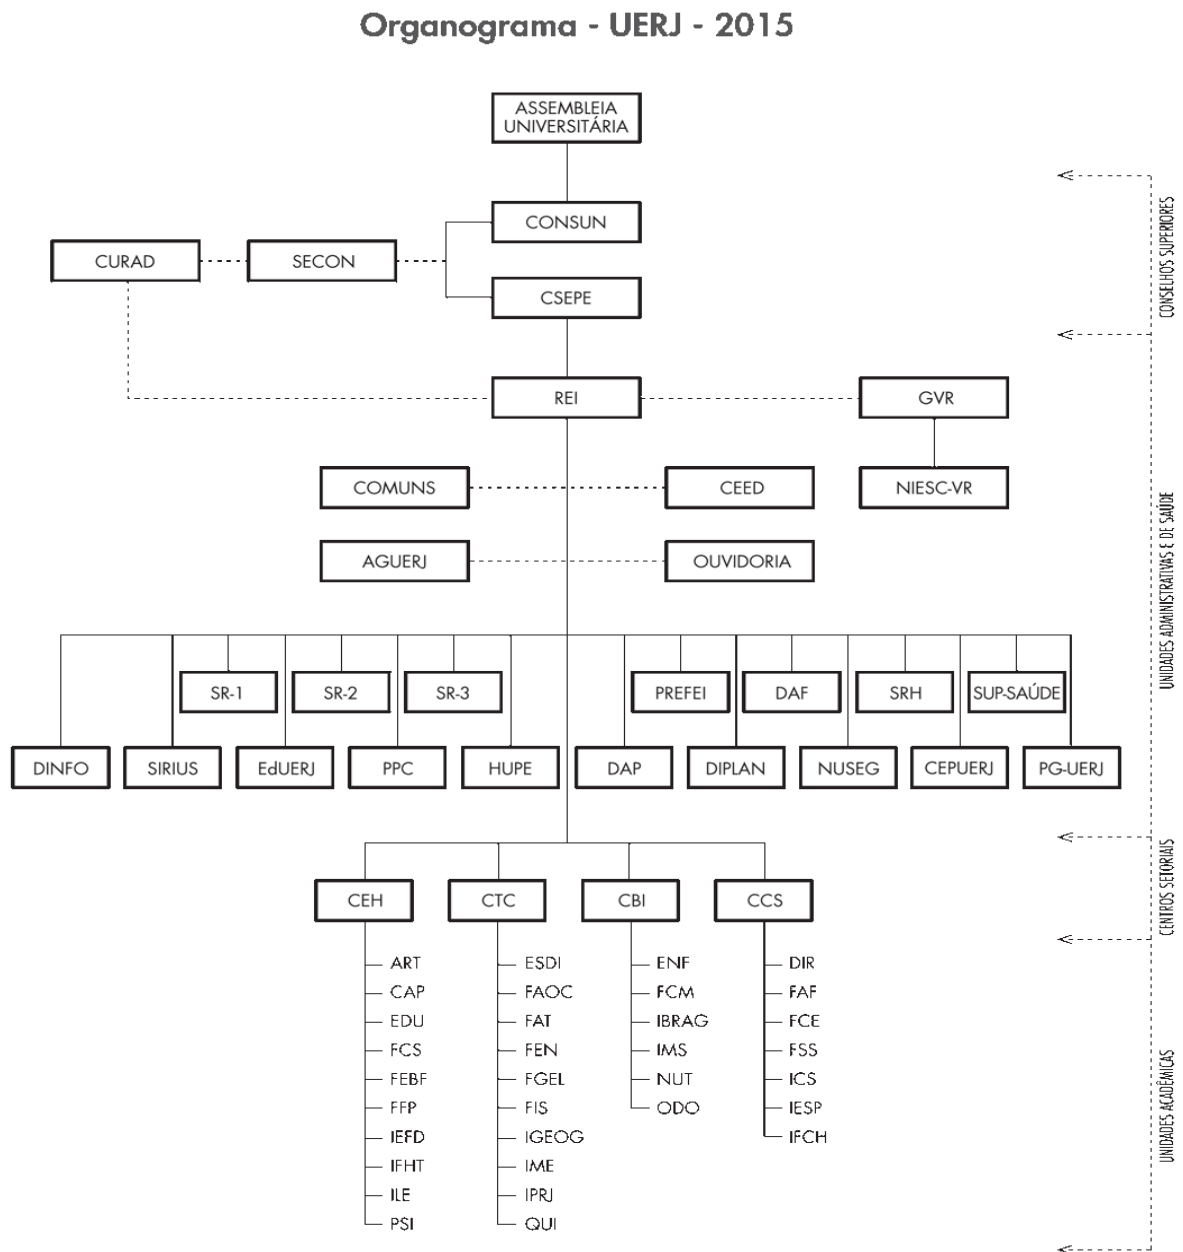 Organograma - UERJ - 2015
ASSEMBLEIA
UNIVERSITÁRIA
CONSUN
CURAD
SECON
CSEPE
REI
GVR
COMUNS
CEED
NIESC-VR
AGUERJ
OUVIDORIA
SR-1
SR-2
SR-3
PREFEI
DAF
SRH
SUP-SAÚDE
DINFO
SIRIUS
EdUERJ
PPC
HUPE
DAP
DIPLAN
NUSEG
CEPUERJ
PG-UERJ
CEH
ART
CAP
EDU
FCS
FEBF
FFP
IEFD
IFHT
ILE
PSI
CTC
ESDI
FAOC
FAT
FEN
FGEL
FIS
IGEOG
IME
IPRJ
QUI
CBI
ENF
FCM
IBRAG
IMS
NUT
ODO
CCS
DIR
FAF
FCE
FSS
ICS
IESP
IFCH
CONSELHOS SUPERIORES
UNIDADES ADMINISTRATIVAS E DE SAÚDE
CENTROS SETORIAIS
UNIDADES ACADÊMICAS